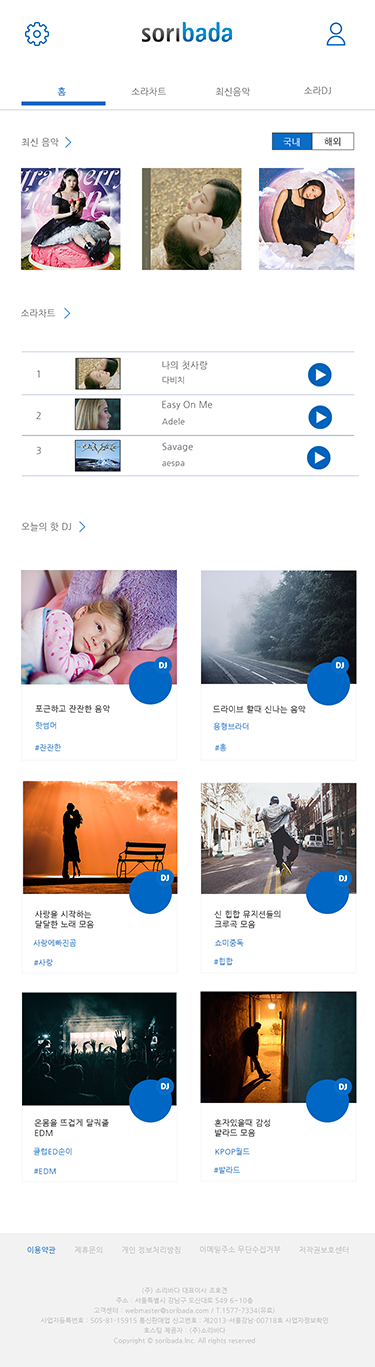 soribada
홈 소리차트 최신음악 소리DJ
최신 음악
국내 해외
소리차트
1 나의 첫사랑
다비치
2 Easy On Me
Adele
3 Savage
aespa
오늘의 핫 DJ
DJ
포근하고 잔잔한 음악
핫썸머
#잔잔한
DJ
드라이브 할때 신나는 음악
용형브라더
#흥
DJ
사랑을 시작하는
달달한 노래 모음
사랑에빠진곰
#사랑
DJ
신 힙합 뮤지션들의
크루곡 모음
쇼미중독
#힙합
DJ
온몸을 뜨겁게 달궈줄
EDM
클럽ED순이
#EDM
DJ
혼자있을때 감성
발라드 모음
KPOP월드
#발라드
이용약관 제휴문의 개인 정보처리방침 이메일주소 무단수집거부 저작권보호센터
(주) 소리바다 대표이사 조호견
주소 : 서울특별시 강남구 도산대로 549 6~10층
고객센터 : webmaster@soribada.com / T.1577-7334(유료)
사업자등록번호 : 505-81-15915 통신판매업 신고번호 : 제2013-서울강남-00718호 사업자정보확인
호스팅 제공자 : (주)소리바다
Copyright © soribada.Inc. All rights reserved